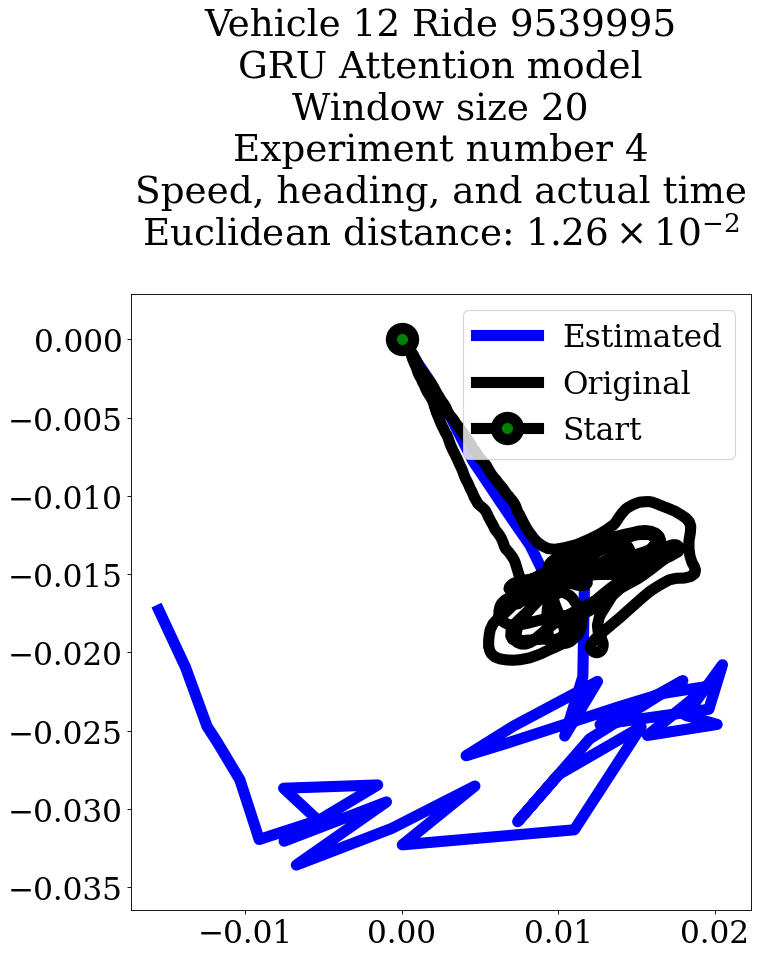 Vehicle 12 Ride 9539995
GRU Attention model
Window size 20
Experiment number 4
Speed, heading, and actual time
Euclidean distance: 1.26 × 10⁻²
Estimated
Original
Start
0.000
−0.005
−0.010
−0.015
−0.020
−0.025
−0.030
−0.035
−0.01 0.00 0.01 0.02